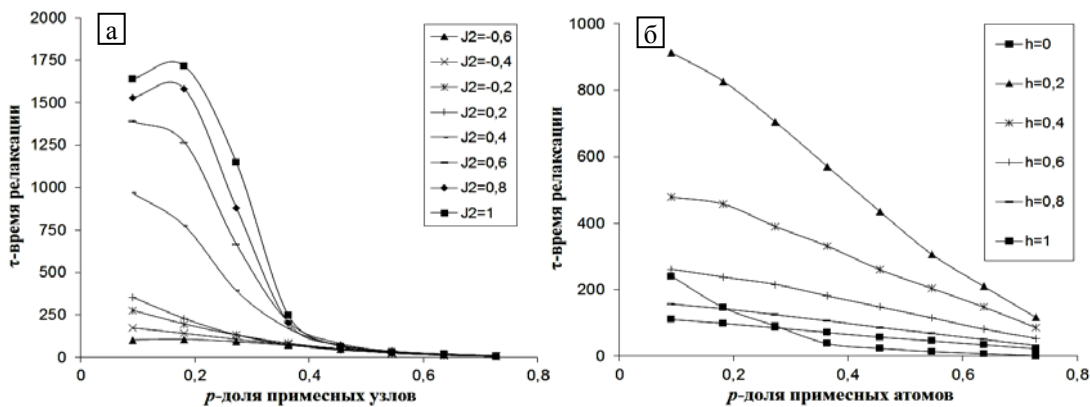 а
2000
1750
1500
1250
1000
750
500
250
0
τ-время релаксации
0
0,2
0,4
0,6
0,8
p-доля примесных узлов
J2=-0,6
J2=-0,4
J2=-0,2
J2=0,2
J2=0,4
J2=0,6
J2=0,8
J2=1
б
1000
800
600
400
200
0
τ-время релаксации
0
0,2
0,4
0,6
0,8
p-доля примесных атомов
h=0
h=0,2
h=0,4
h=0,6
h=0,8
h=1